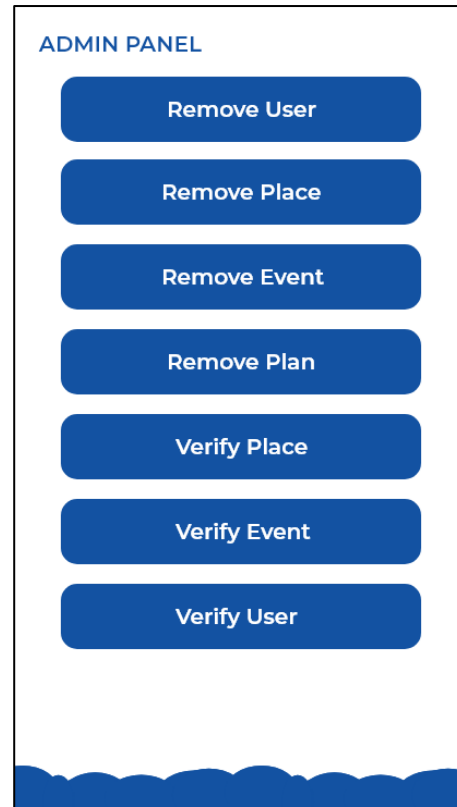 ADMIN PANEL
Remove User
Remove Place
Remove Event
Remove Plan
Verify Place
Verify Event
Verify User